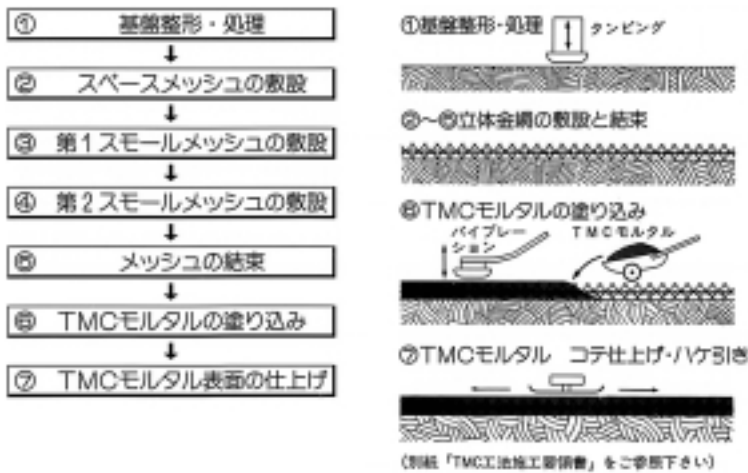 ① 基盤整形・処理
② スペースメッシュの敷設
③ 第1スモールメッシュの敷設
④ 第2スモールメッシュの敷設
⑤ メッシュの結束
⑥ TMCモルタルの塗り込み
⑦ TMCモルタル表面の仕上げ
①基盤整形・処理
タンピング
②～⑤立体金網の敷設と結束
⑥TMCモルタルの塗り込み
バイブレー
ション
TMCモルタル
⑦TMCモルタル コテ仕上げ・ハケ引き
(別紙「TMC工法施工要領書」をご参照下さい)